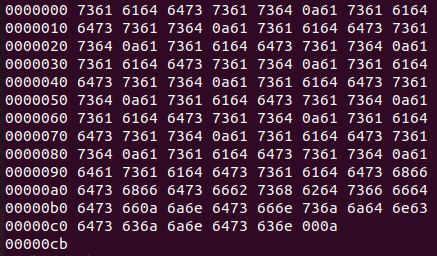 0000000 7361 6164 6473 7361 7364 0a61 7361 6164
0000010 6473 7361 7364 0a61 7361 6164 6473 7361
0000020 7364 0a61 7361 6164 6473 7361 7364 0a61
0000030 7361 6164 6473 7361 7364 0a61 7361 6164
0000040 6473 7361 7364 0a61 7361 6164 6473 7361
0000050 7364 0a61 7361 6164 6473 7361 7364 0a61
0000060 7361 6164 6473 7361 7364 0a61 7361 6164
0000070 6473 7361 7364 0a61 7361 6164 6473 7361
0000080 7364 0a61 7361 6164 6473 7361 7364 0a61
0000090 6461 7361 6164 6473 7361 6164 6473 6866
00000a0 6473 6866 6473 6662 7368 6264 7366 6664
00000b0 6473 660a 6a6e 6473 666e 736a 6a64 6e63
00000c0 6473 636a 6a6e 6473 636e 000a
00000cb